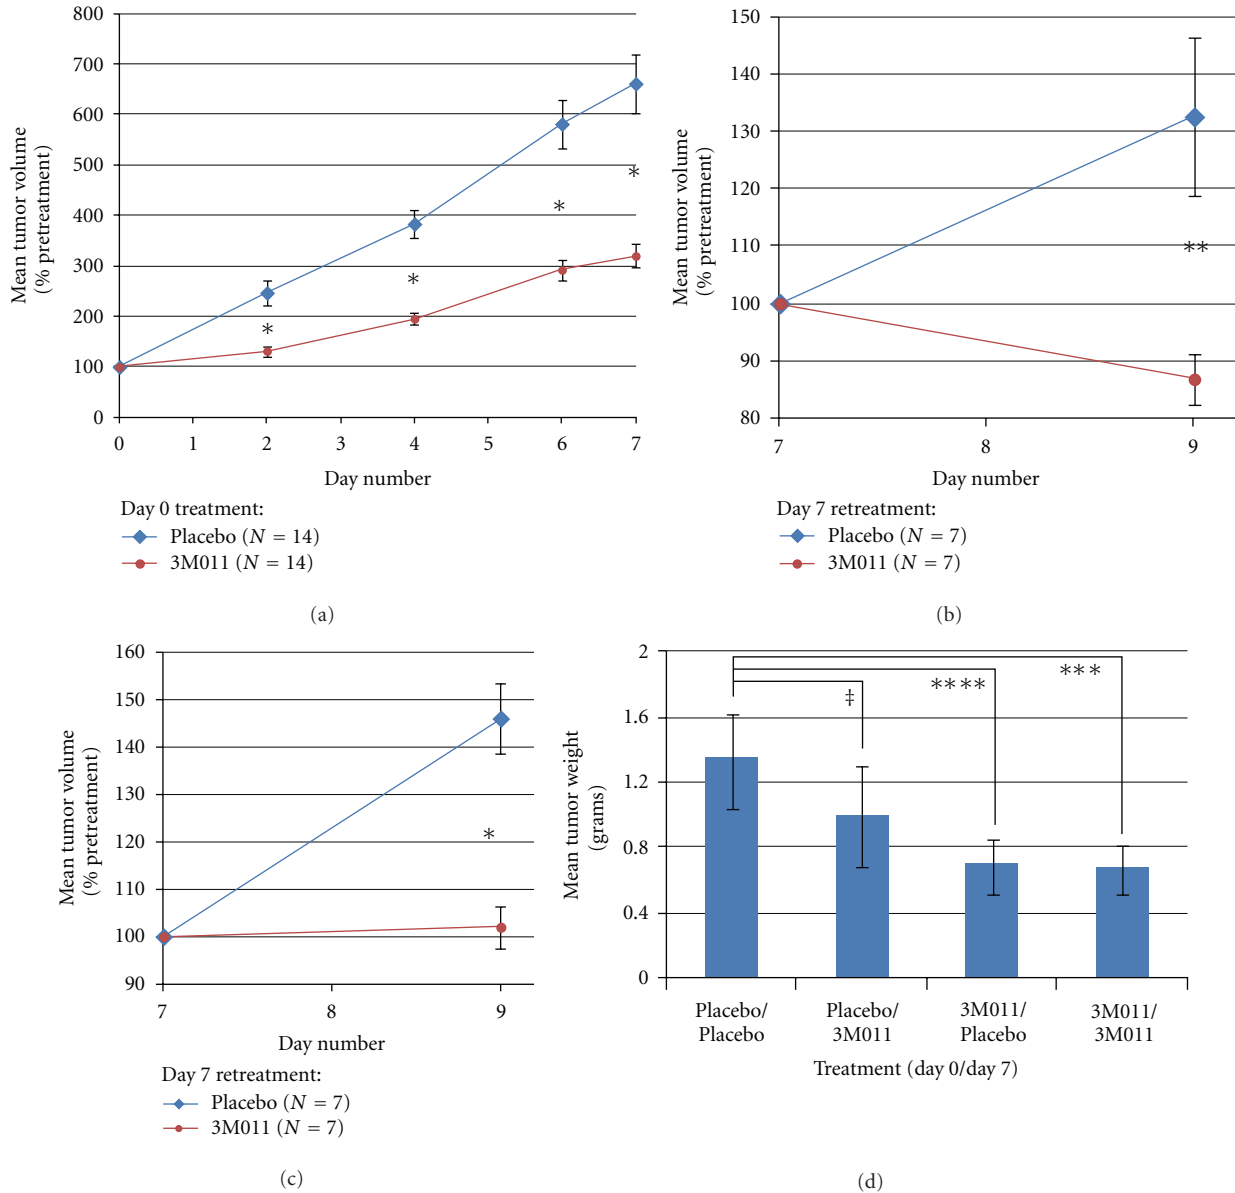 Mean tumor volume
(% pretreatment)
800
700
600
500
400
300
200
100
0
*
*
*
*
0 1 2 3 4 5 6 7
Day number
Day 0 treatment:
Placebo (N = 14)
3M011 (N = 14)
(a)
Mean tumor volume
(% pretreatment)
150
140
130
120
110
100
90
80
**
7 8 9
Day number
Day 7 retreatment:
Placebo (N = 7)
3M011 (N = 7)
(b)
Mean tumor volume
(% pretreatment)
160
150
140
130
120
110
100
90
*
7 8 9
Day number
Day 7 retreatment:
Placebo (N = 7)
3M011 (N = 7)
(c)
Mean tumor weight
(grams)
2
1.6
1.2
0.8
0.4
0
‡
****
***
Placebo/
Placebo
Placebo/
3M011
3M011/
Placebo
3M011/
3M011
Treatment (day 0/day 7)
(d)